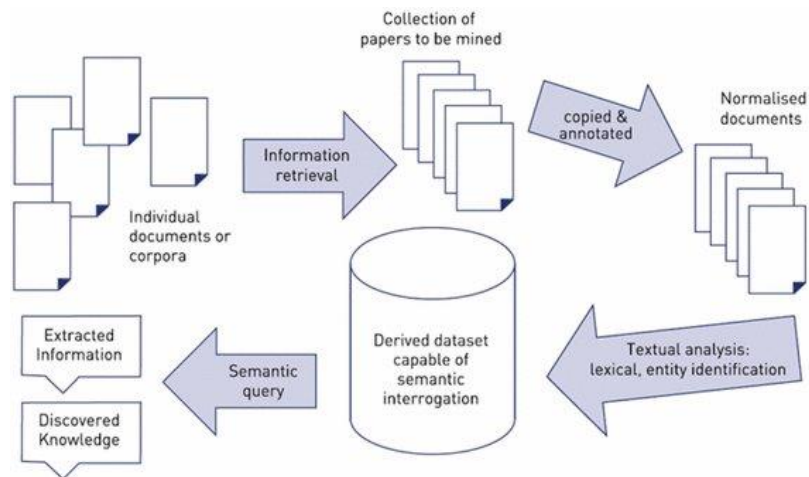 Collection of
papers to be mined
copied &
annotated
Normalised
documents
Information
retrieval
Individual
documents or
corpora
Extracted
Information
Semantic
query
Derived dataset
capable of
semantic
interrogation
Textual analysis:
lexical, entity identification
Discovered
Knowledge